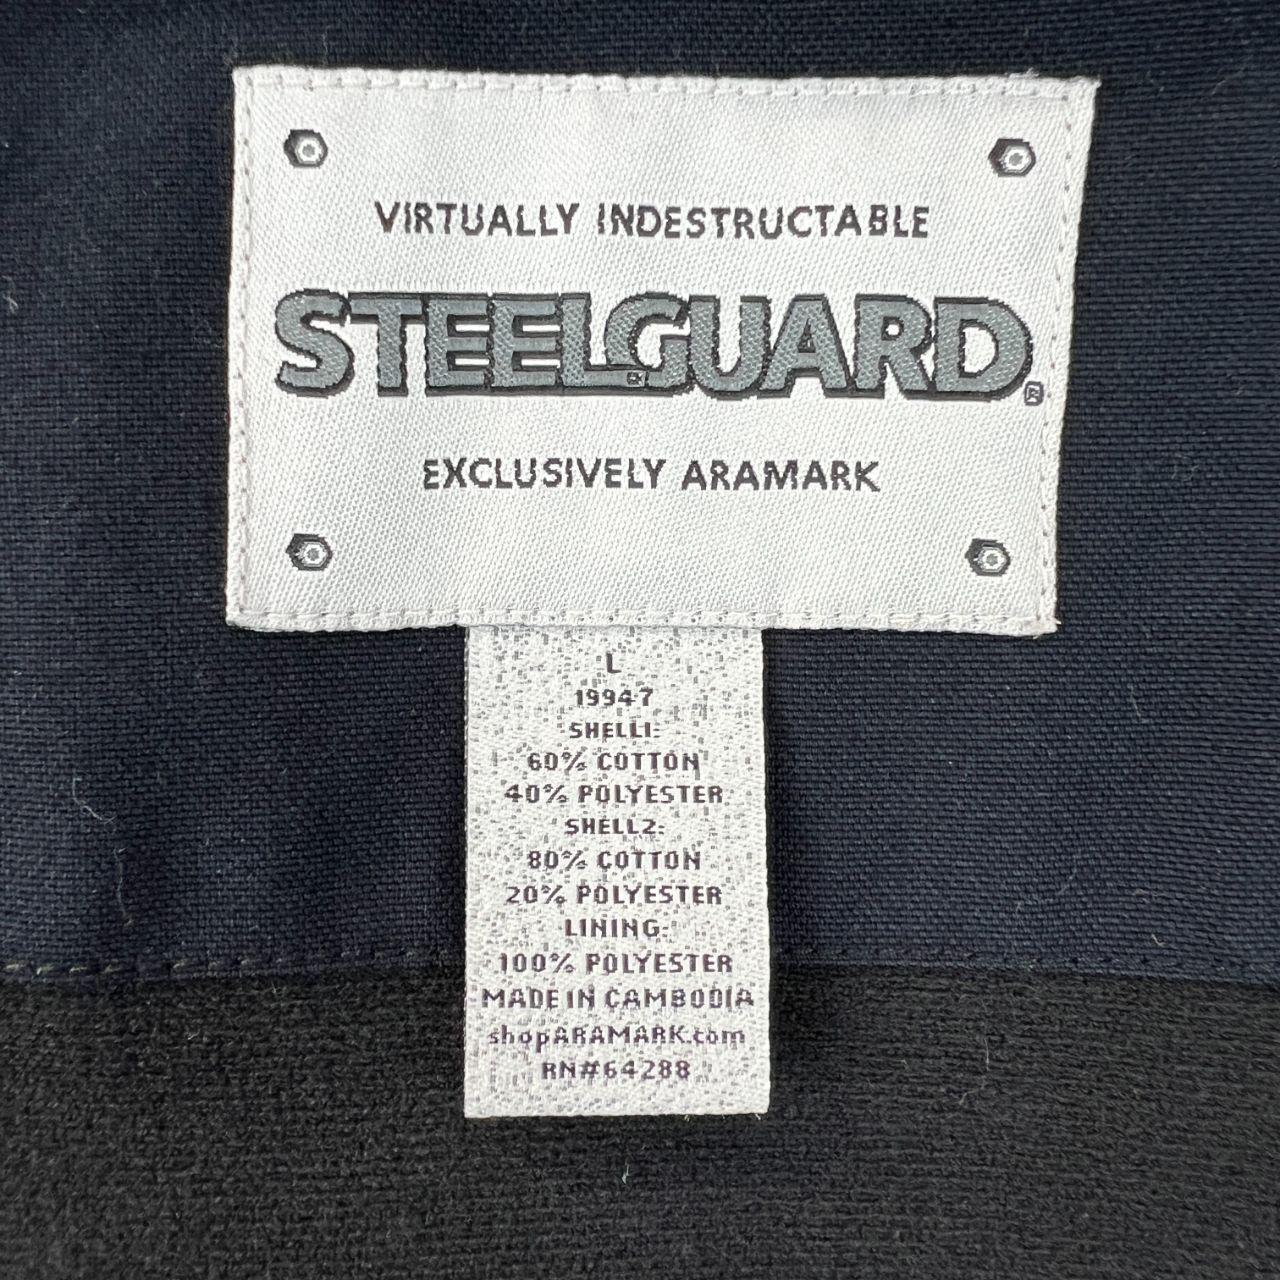 VIRTUALLY INDESTRUCTABLE
STEELGUARD®
EXCLUSIVELY ARAMARK
L
19947
SHELL1:
60% COTTON
40% POLYESTER
SHELL2:
80% COTTON
20% POLYESTER
LINING:
100% POLYESTER
MADE IN CAMBODIA
shopARAMARK.com
RN#64288